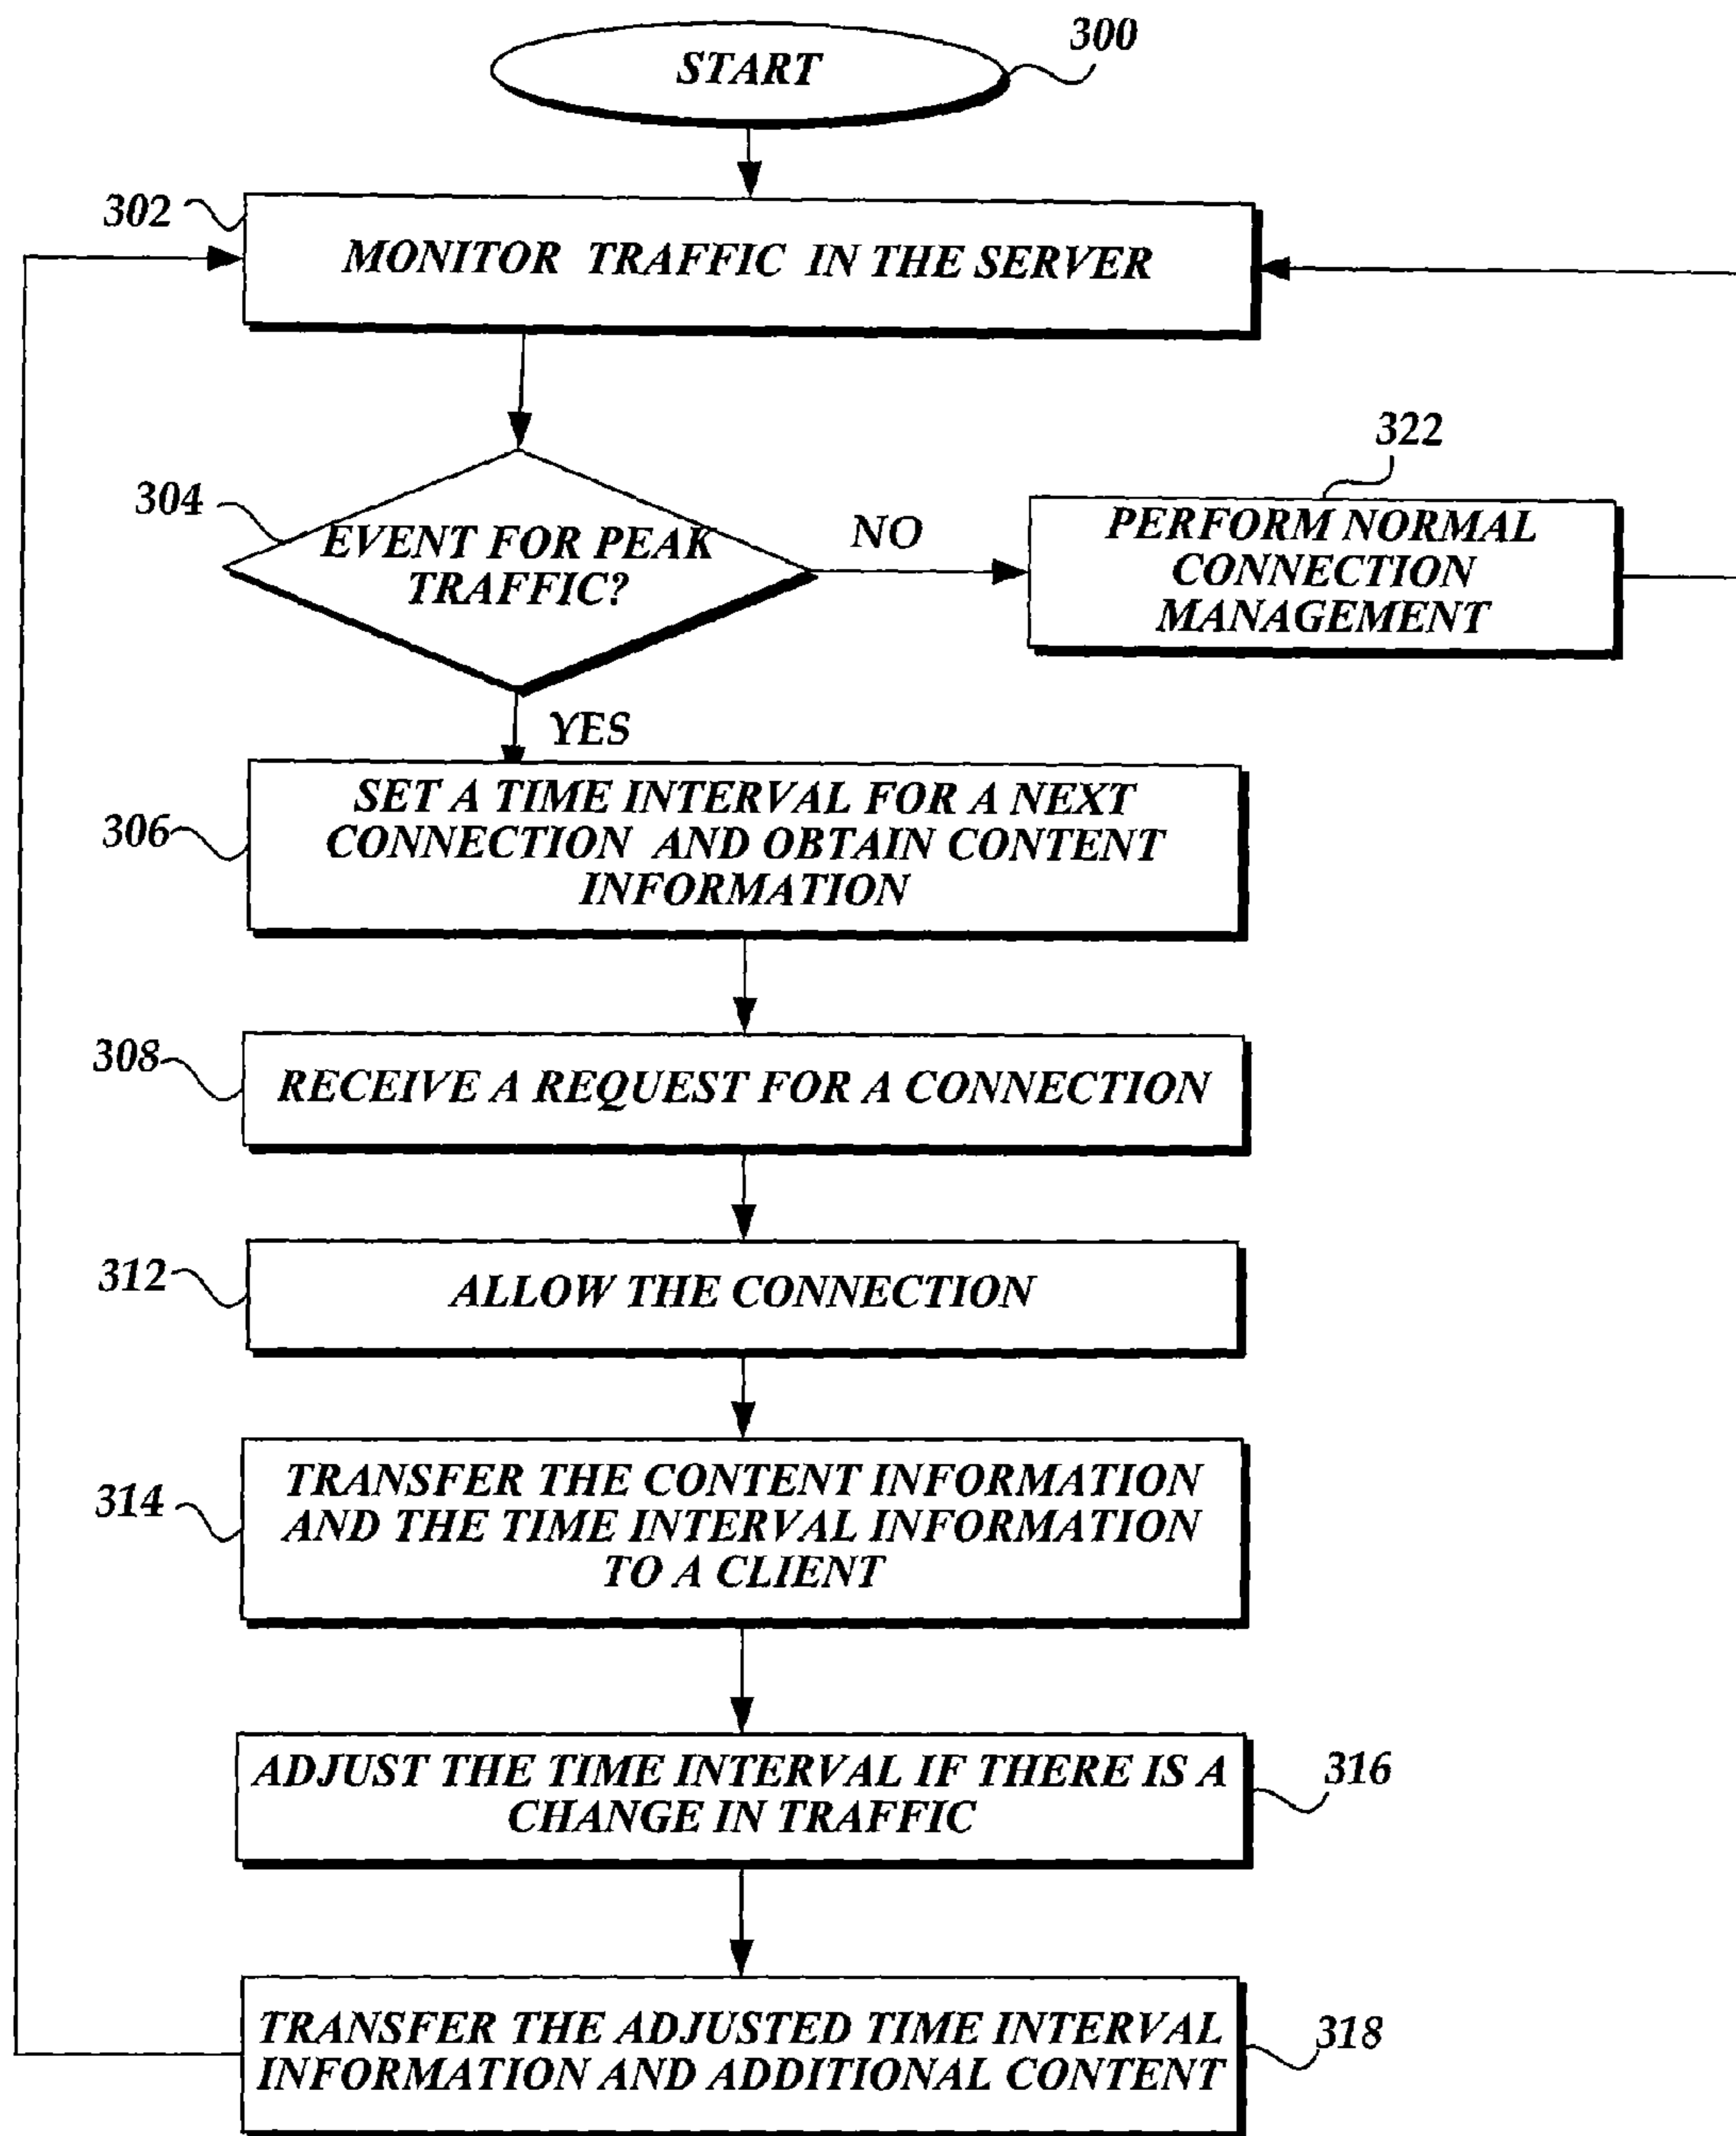 START
300
302
MONITOR TRAFFIC IN THE SERVER
304
EVENT FOR PEAK
TRAFFIC?
NO
322
PERFORM NORMAL
CONNECTION
MANAGEMENT
YES
306
SET A TIME INTERVAL FOR A NEXT
CONNECTION AND OBTAIN CONTENT
INFORMATION
308
RECEIVE A REQUEST FOR A CONNECTION
312
ALLOW THE CONNECTION
314
TRANSFER THE CONTENT INFORMATION
AND THE TIME INTERVAL INFORMATION
TO A CLIENT
ADJUST THE TIME INTERVAL IF THERE IS A
CHANGE IN TRAFFIC
316
TRANSFER THE ADJUSTED TIME INTERVAL
INFORMATION AND ADDITIONAL CONTENT
318